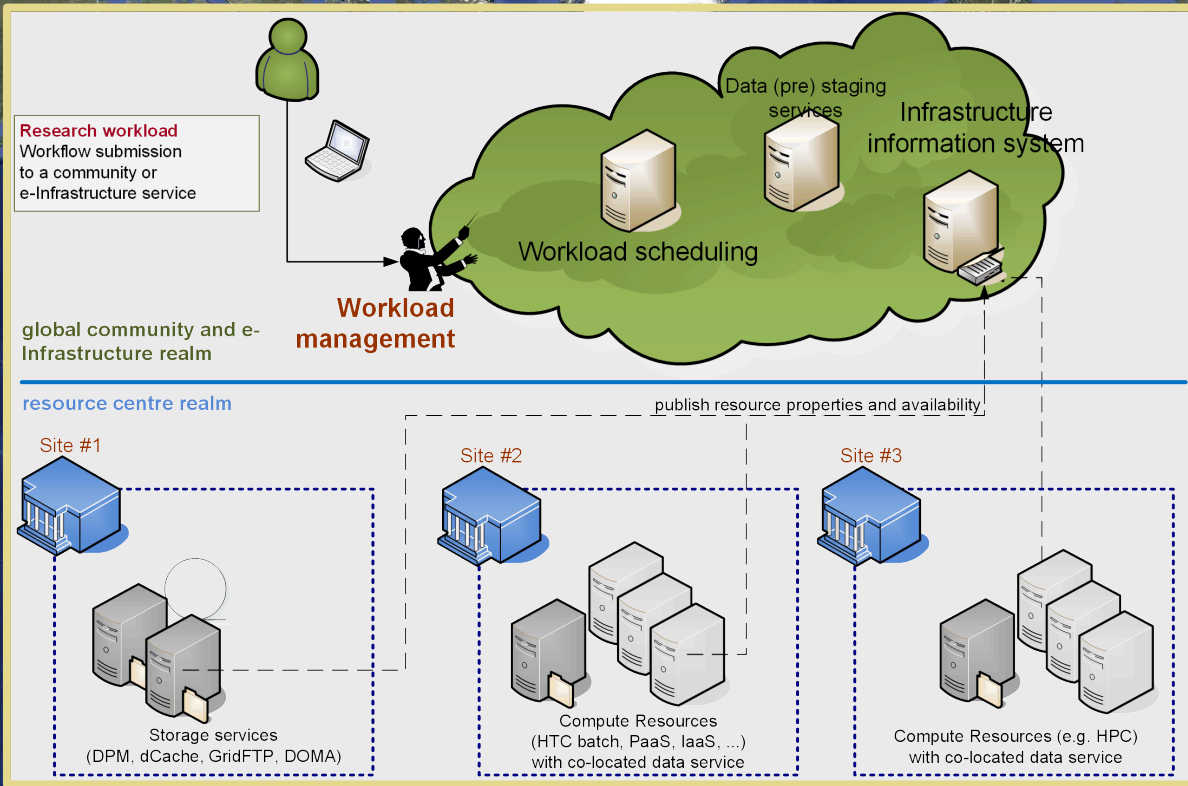 Research workload
Workflow submission
to a community or
e-Infrastructure service
Data (pre) staging
services
Infrastructure
information system
Workload scheduling
Workload
management
global community and e-
Infrastructure realm
resource centre realm
publish resource properties and availability
Site #1
Site #2
Site #3
Storage services
(DPM, dCache, GridFTP, DOMA)
Compute Resources
(HTC batch, PaaS, IaaS, ...)
with co-located data service
Compute Resources (e.g. HPC)
with co-located data service